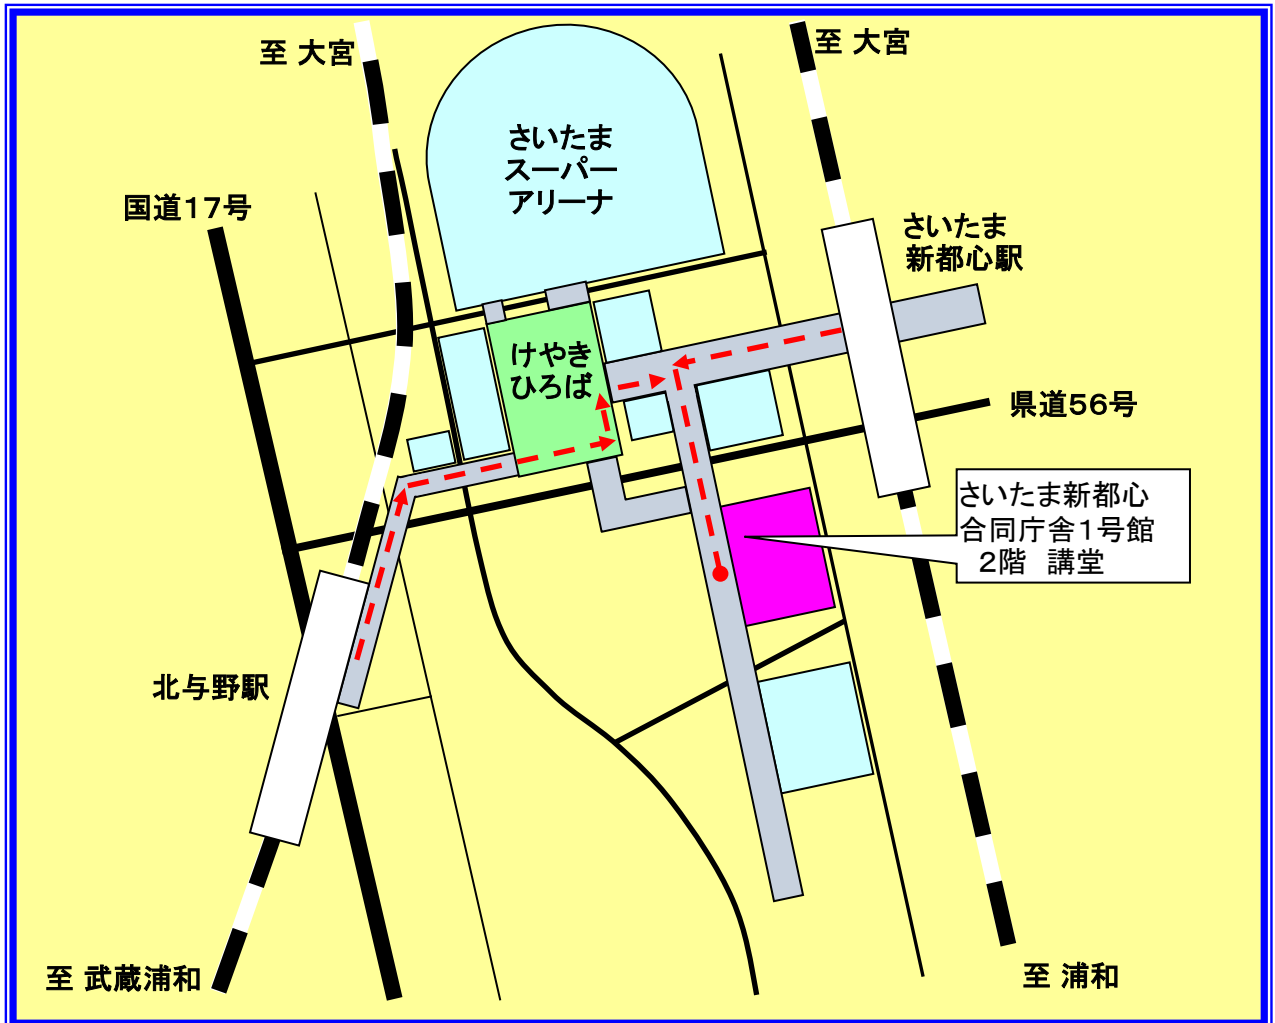 至 大宮
至 大宮
さいたま
スーパー
アリーナ
国道17号
さいたま
新都心駅
けやき
ひろば
県道56号
さいたま新都心
合同庁舎1号館
2階　講堂
北与野駅
至 武蔵浦和
至 浦和